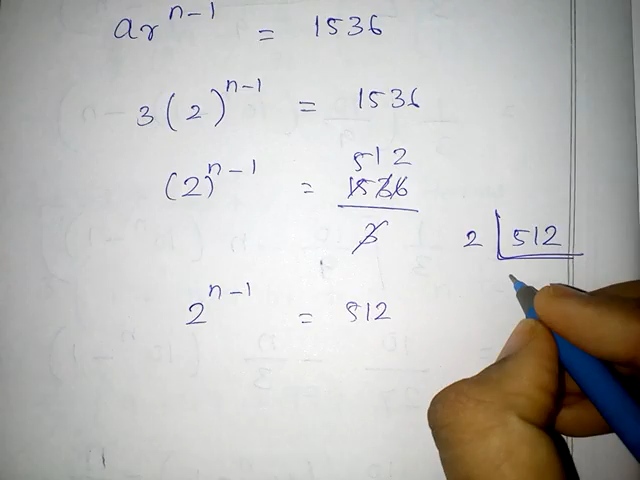 ar^{n-1} = 1536
3(2)^{n-1} = 1536
(2)^{n-1} = 1536/3 512
2^{n-1} = 512
2 | 512